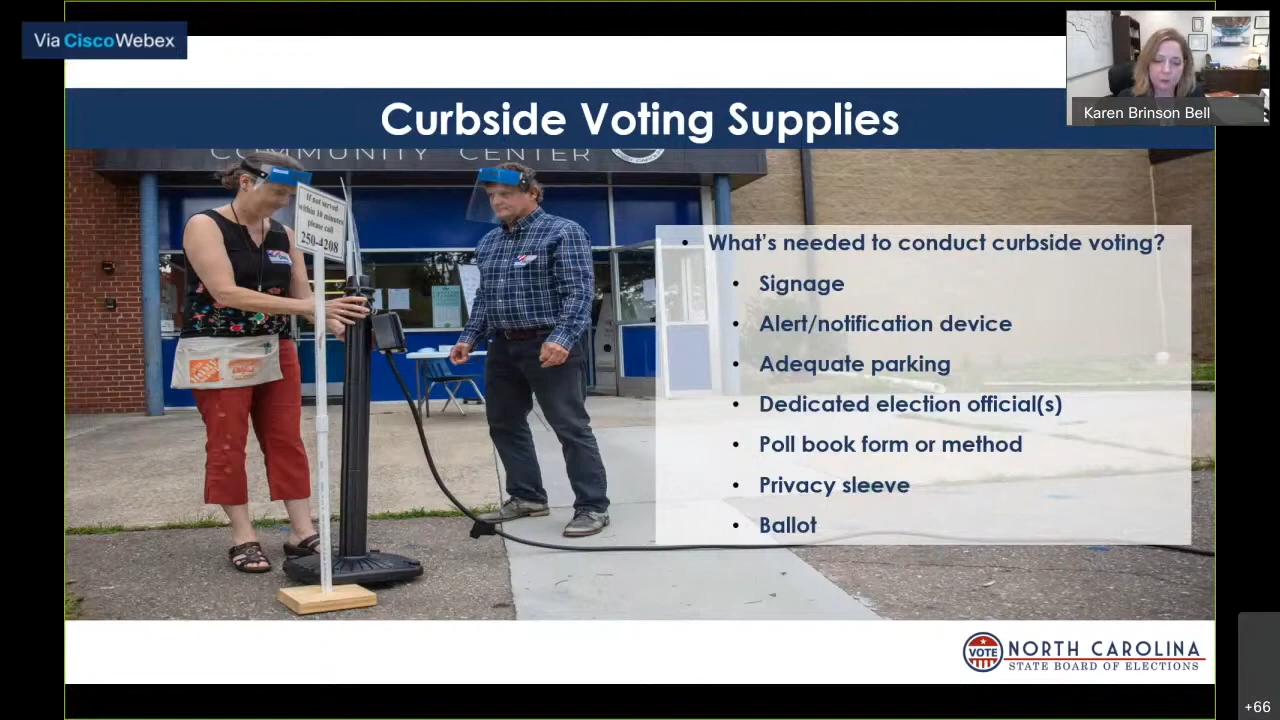 Via Cisco Webex
Karen Brinson Bell
Curbside Voting Supplies
COMMUNITY CENTER
If not served
within 10 minutes
please call
250-4208
• What's needed to conduct curbside voting?
• Signage
• Alert/notification device
• Adequate parking
• Dedicated election official(s)
• Poll book form or method
• Privacy sleeve
• Ballot
VOTE
NORTH CAROLINA
STATE BOARD OF ELECTIONS
+66